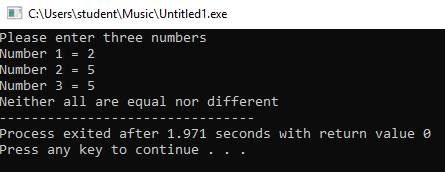 C:\Users\student\Music\Untitled1.exe
Please enter three numbers
Number 1 = 2
Number 2 = 5
Number 3 = 5
Neither all are equal nor different
--------------------------------
Process exited after 1.971 seconds with return value 0
Press any key to continue . . .